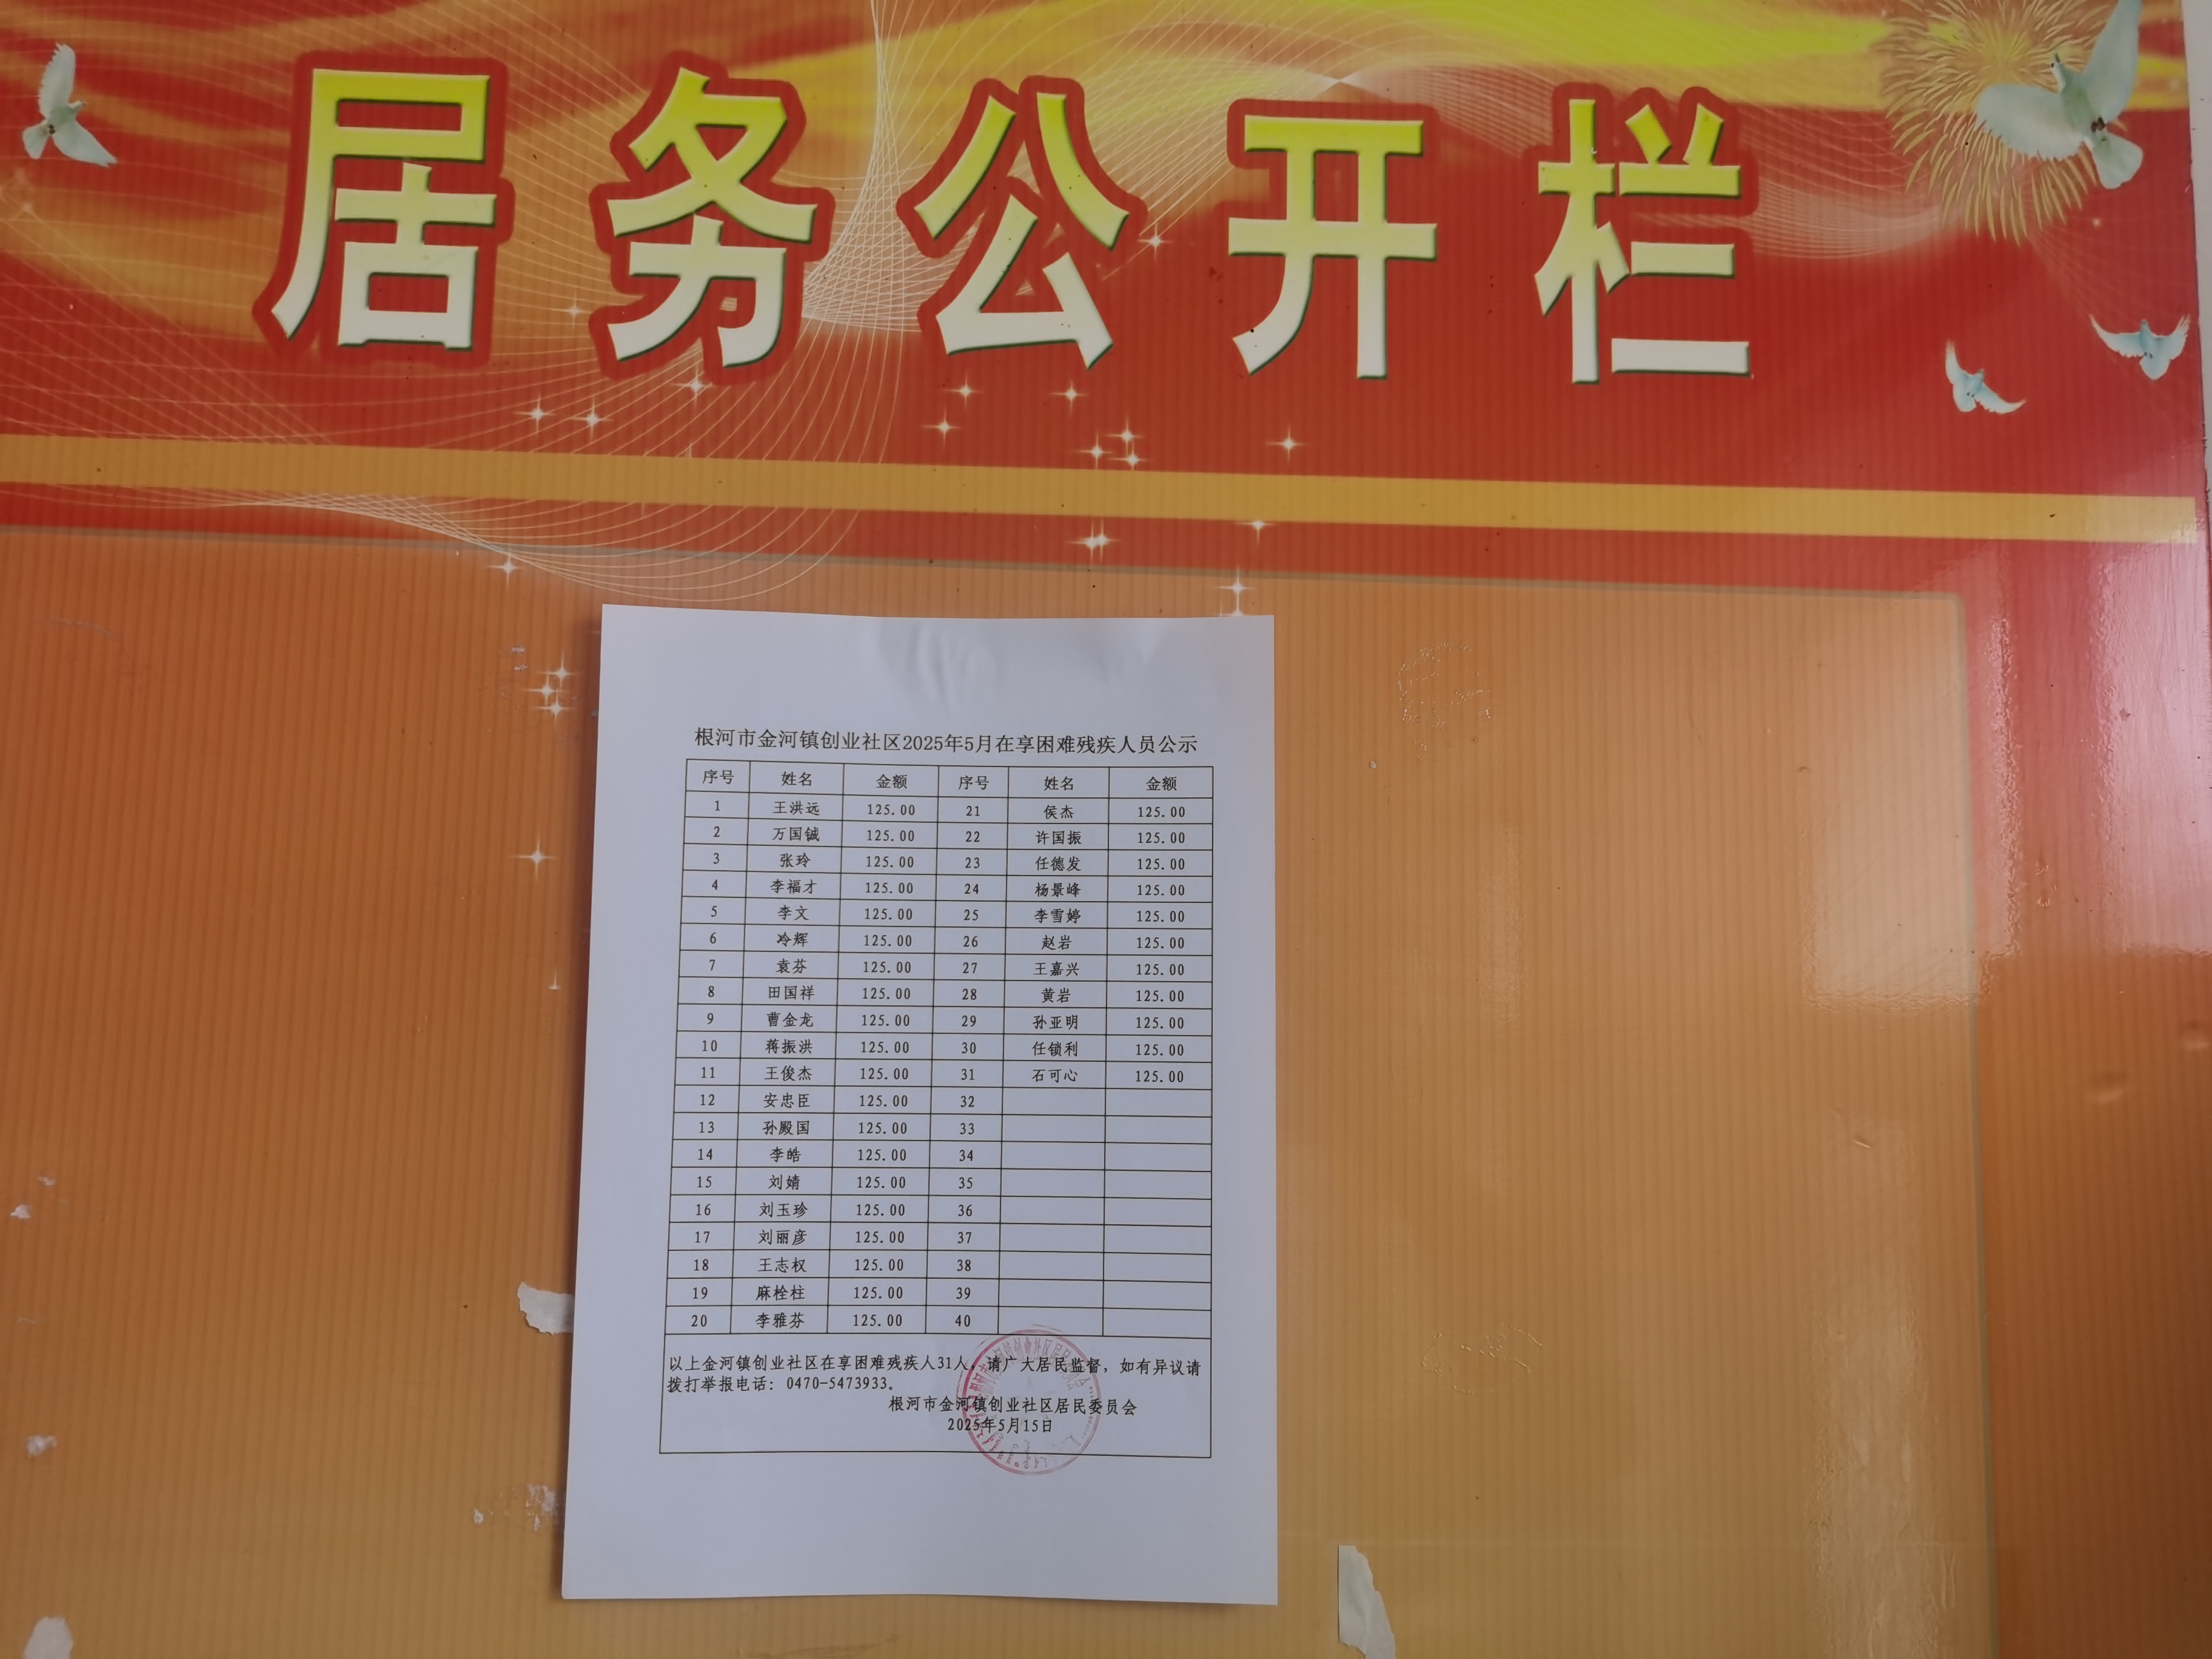 居务公开栏
根河市金河镇创业社区2025年5月在享困难残疾人员公示
序号 姓名 金额 序号 姓名 金额
1 王洪远 125.00 21 侯杰 125.00
2 万国铖 125.00 22 许国振 125.00
3 张玲 125.00 23 任德发 125.00
4 李福才 125.00 24 杨景峰 125.00
5 李文 125.00 25 李雪婷 125.00
6 冷辉 125.00 26 赵岩 125.00
7 袁芬 125.00 27 王嘉兴 125.00
8 田国祥 125.00 28 黄岩 125.00
9 曹金龙 125.00 29 孙亚明 125.00
10 蒋振洪 125.00 30 任锁利 125.00
11 王俊杰 125.00 31 石可心 125.00
12 安忠臣 125.00 32
13 孙殿国 125.00 33
14 李皓 125.00 34
15 刘婧 125.00 35
16 刘玉珍 125.00 36
17 刘丽彦 125.00 37
18 王志权 125.00 38
19 麻栓柱 125.00 39
20 李雅芬 125.00 40
以上金河镇创业社区在享困难残疾人31人，请广大居民监督，如有异议请
拨打举报电话：0470-5473933。
根河市金河镇创业社区居民委员会
2025年5月15日